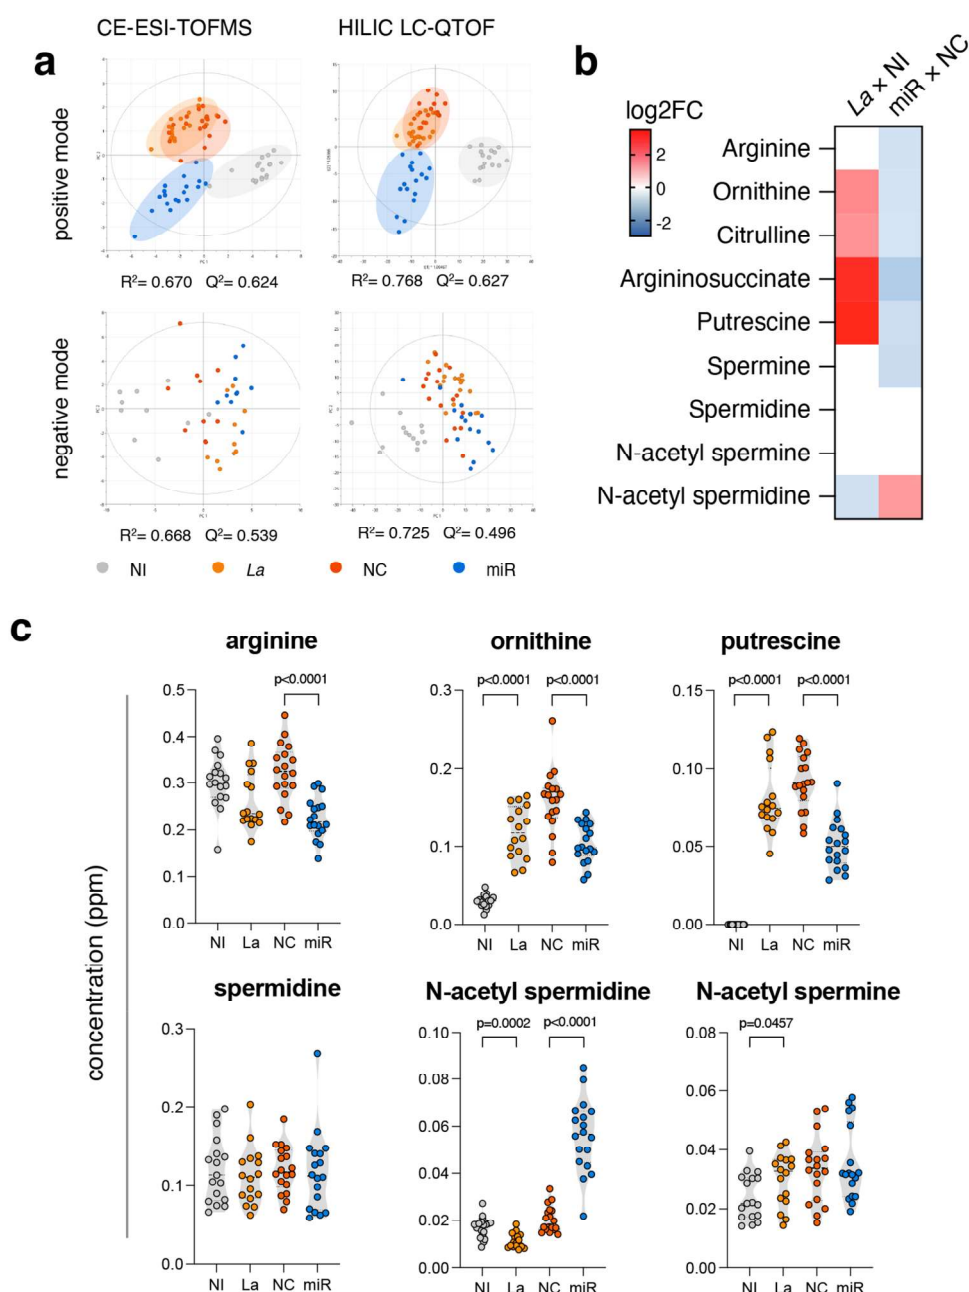 CE-ESI-TOFMS
HILIC LC-QTOF
a
positive mode
R²= 0.670 Q²= 0.624
R²= 0.768 Q²= 0.627
negative mode
R²= 0.668 Q²= 0.539
R²= 0.725 Q²= 0.496
NI
La
NC
miR
b
La × NI
miR × NC
log2FC
2
0
-2
Arginine
Ornithine
Citrulline
Argininosuccinate
Putrescine
Spermine
Spermidine
N-acetyl spermine
N-acetyl spermidine
c
concentration (ppm)
arginine
p<0.0001
0.5
0.4
0.3
0.2
0.1
0.0
NI La NC miR
ornithine
p<0.0001 p<0.0001
0.3
0.2
0.1
0.0
NI La NC miR
putrescine
p<0.0001 p<0.0001
0.15
0.10
0.05
0.00
NI La NC miR
spermidine
0.3
0.2
0.1
0.0
NI La NC miR
N-acetyl spermidine
p=0.0002 p<0.0001
0.10
0.08
0.06
0.04
0.02
0.00
NI La NC miR
N-acetyl spermine
p=0.0457
0.08
0.06
0.04
0.02
0.00
NI La NC miR